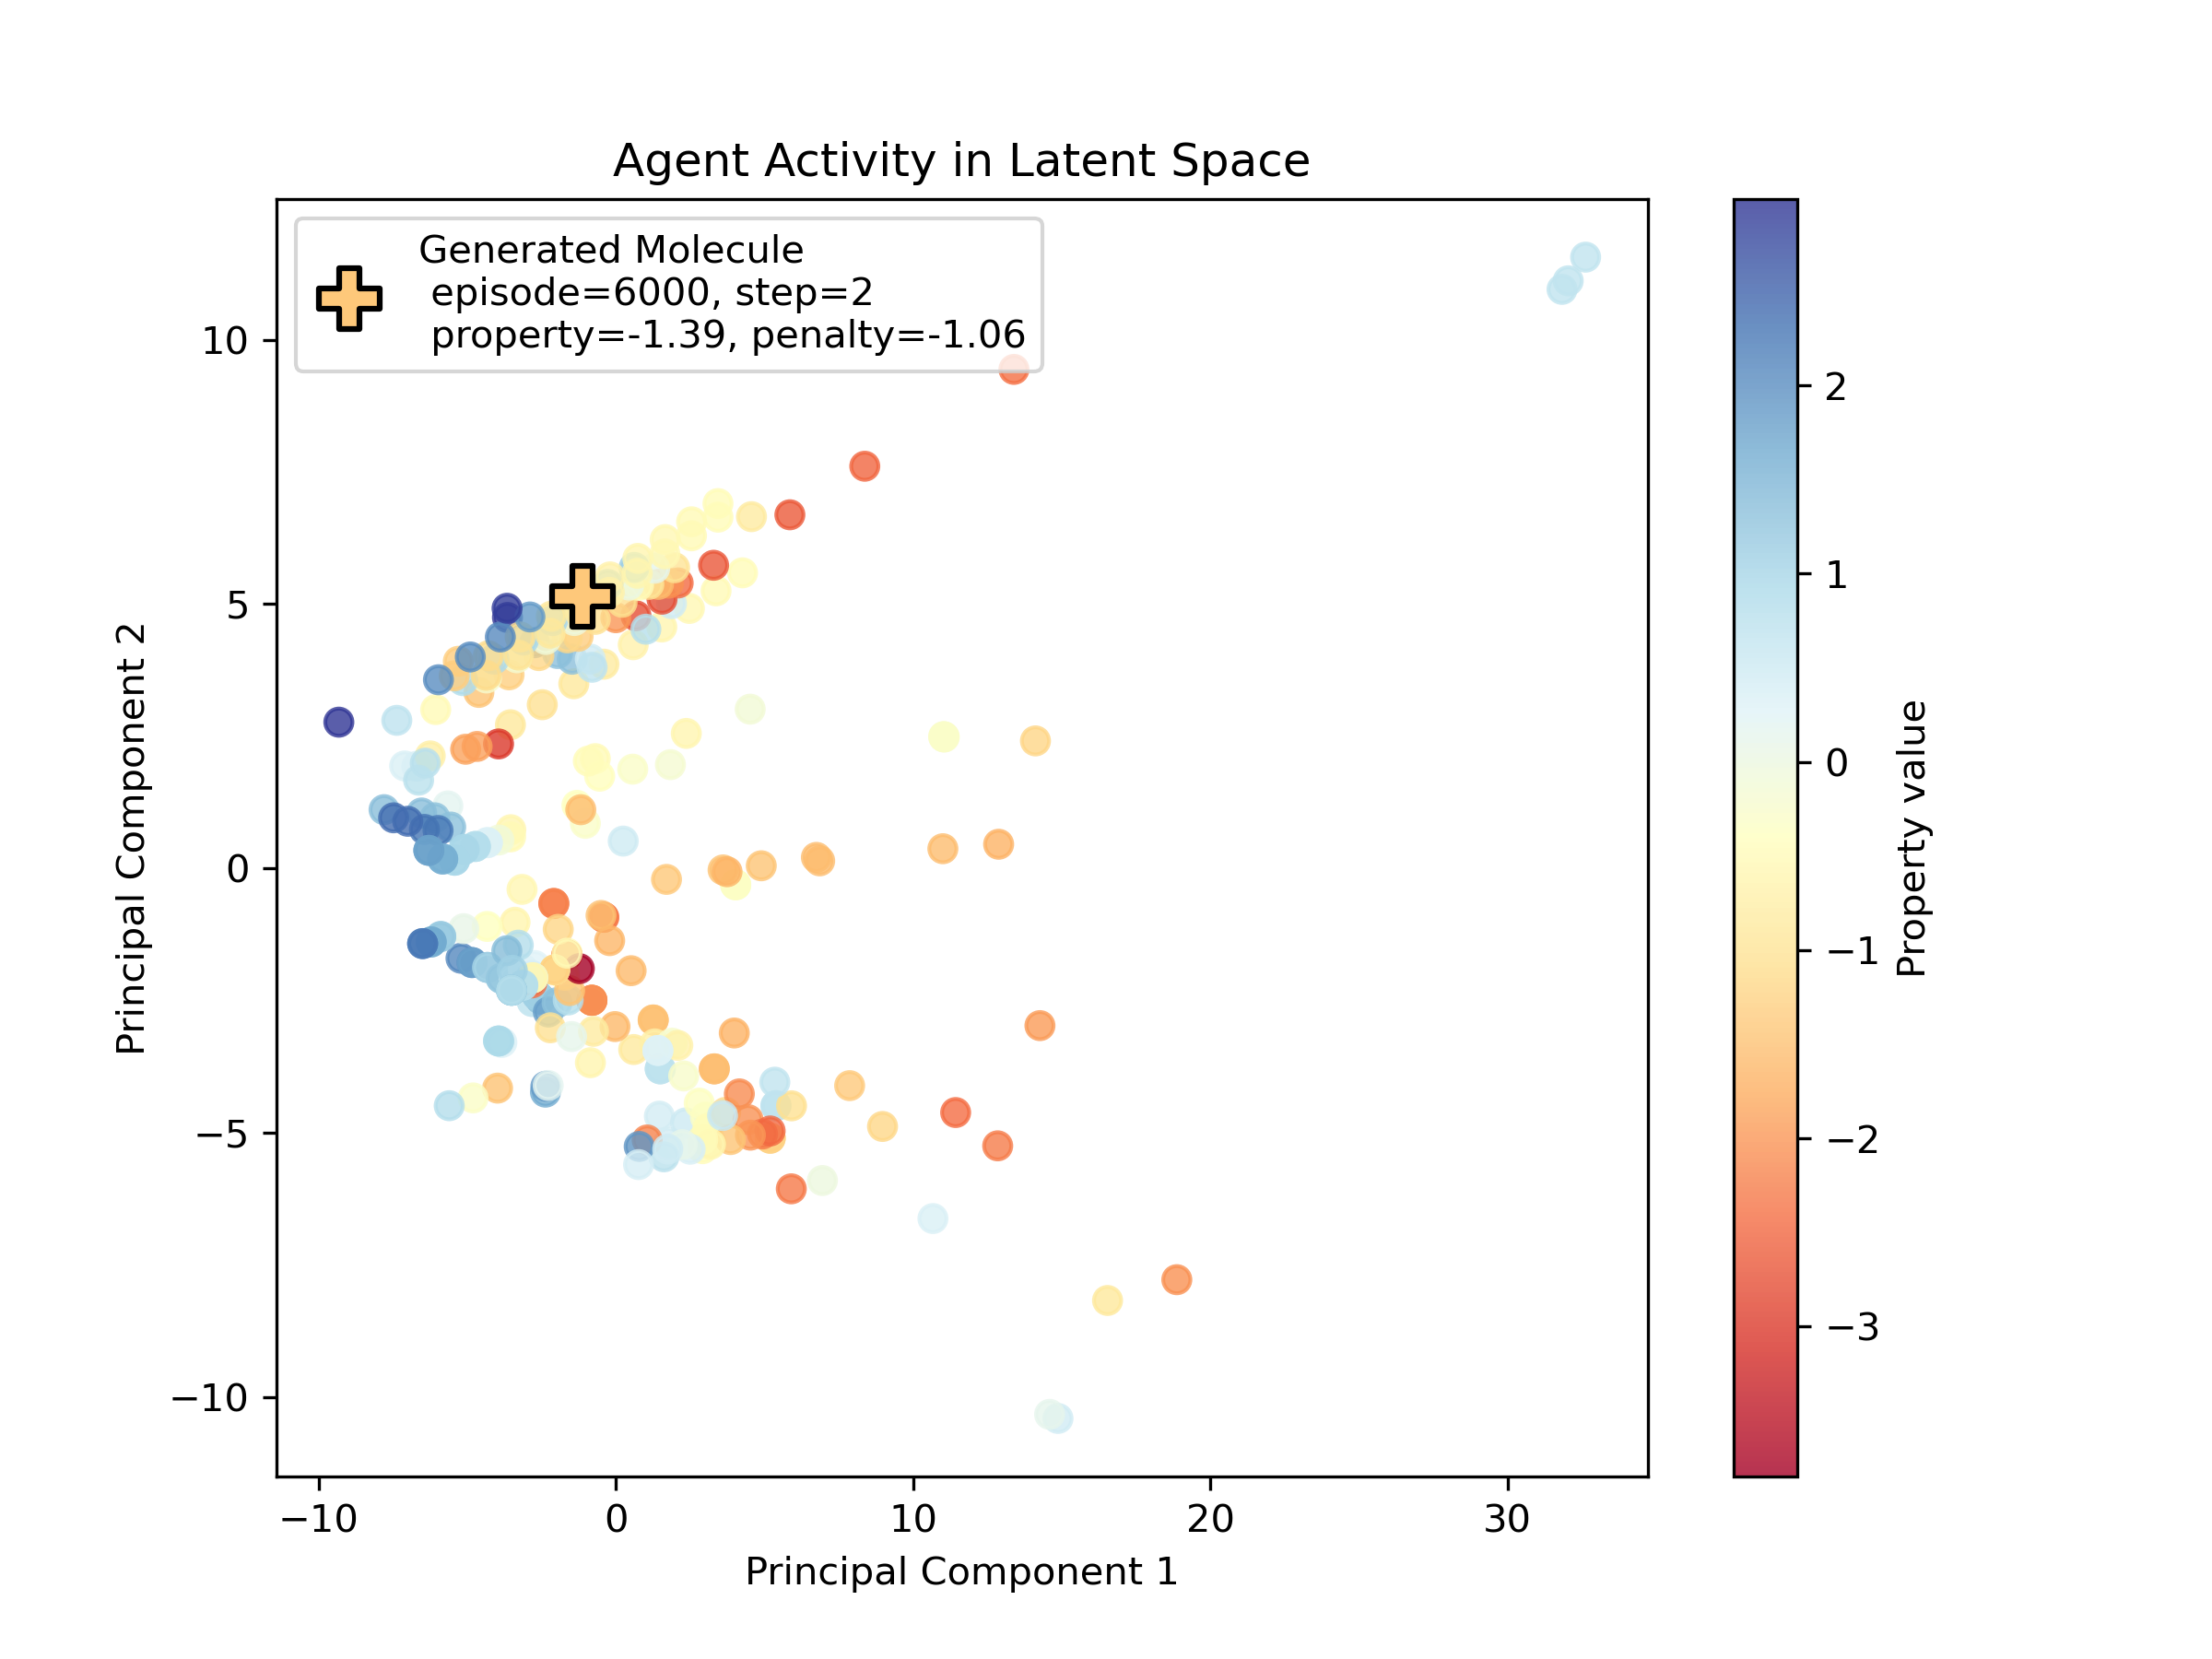 Agent Activity in Latent Space
Generated Molecule
episode=6000, step=2
property=-1.39, penalty=-1.06
10
5
0
−5
−10
Principal Component 2
−10
0
10
20
30
Principal Component 1
2
1
0
−1
−2
−3
Property value